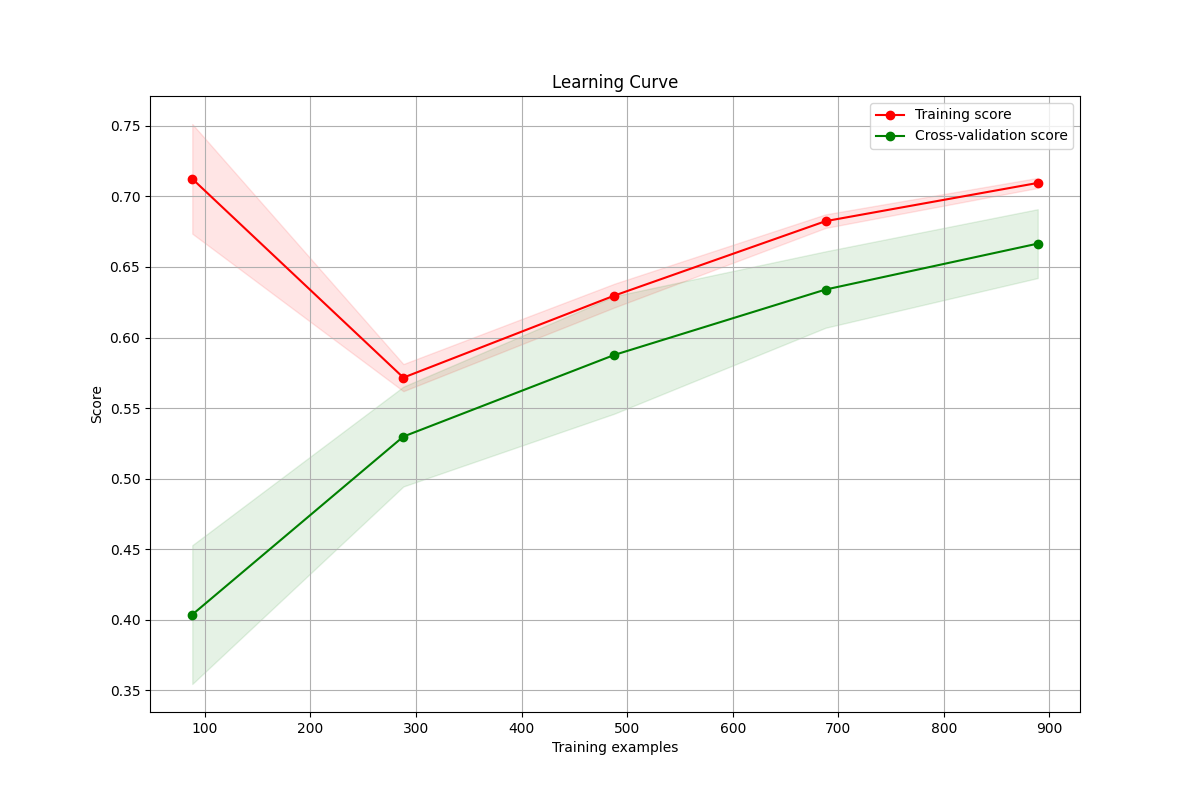 Learning Curve
Training score
Cross-validation score
0.75
0.70
0.65
0.60
0.55
0.50
0.45
0.40
0.35
Score
100 200 300 400 500 600 700 800 900
Training examples